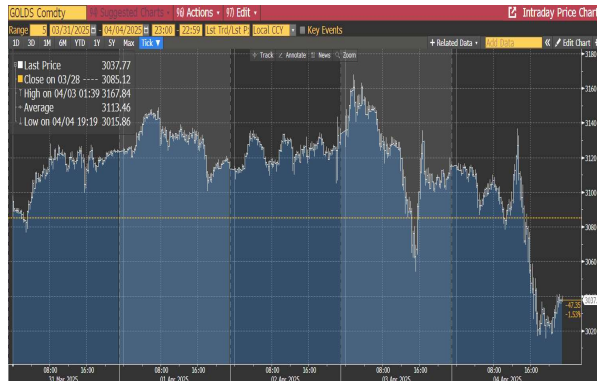 GOLDS Comdty 94) Suggested Charts 96) Actions 97) Edit Intraday Price Chart
Range 5 03/31/2025 - 04/04/2025 23:00 - 22:59 Lst Trd/Lst P: Local CCY Key Events
1D 3D 1M 6M YTD 1Y 5Y Max Tick ▼ + Related Data Add Data « Edit Chart
+ Track Annotate News Zoom
Last Price 3037.77
Close on 03/28 ---- 3085.12
High on 04/03 01:39 3167.84
Average 3113.46
Low on 04/04 19:19 3015.86
3180
3160
3140
3120
3100
3080
3060
3040
3037.
-47.35
-1.53%
3020
08:00 16:00 08:00 16:00 08:00 16:00 08:00 16:00 08:00 16:00
31 Mar 2025 01 Apr 2025 02 Apr 2025 03 Apr 2025 04 Apr 2025